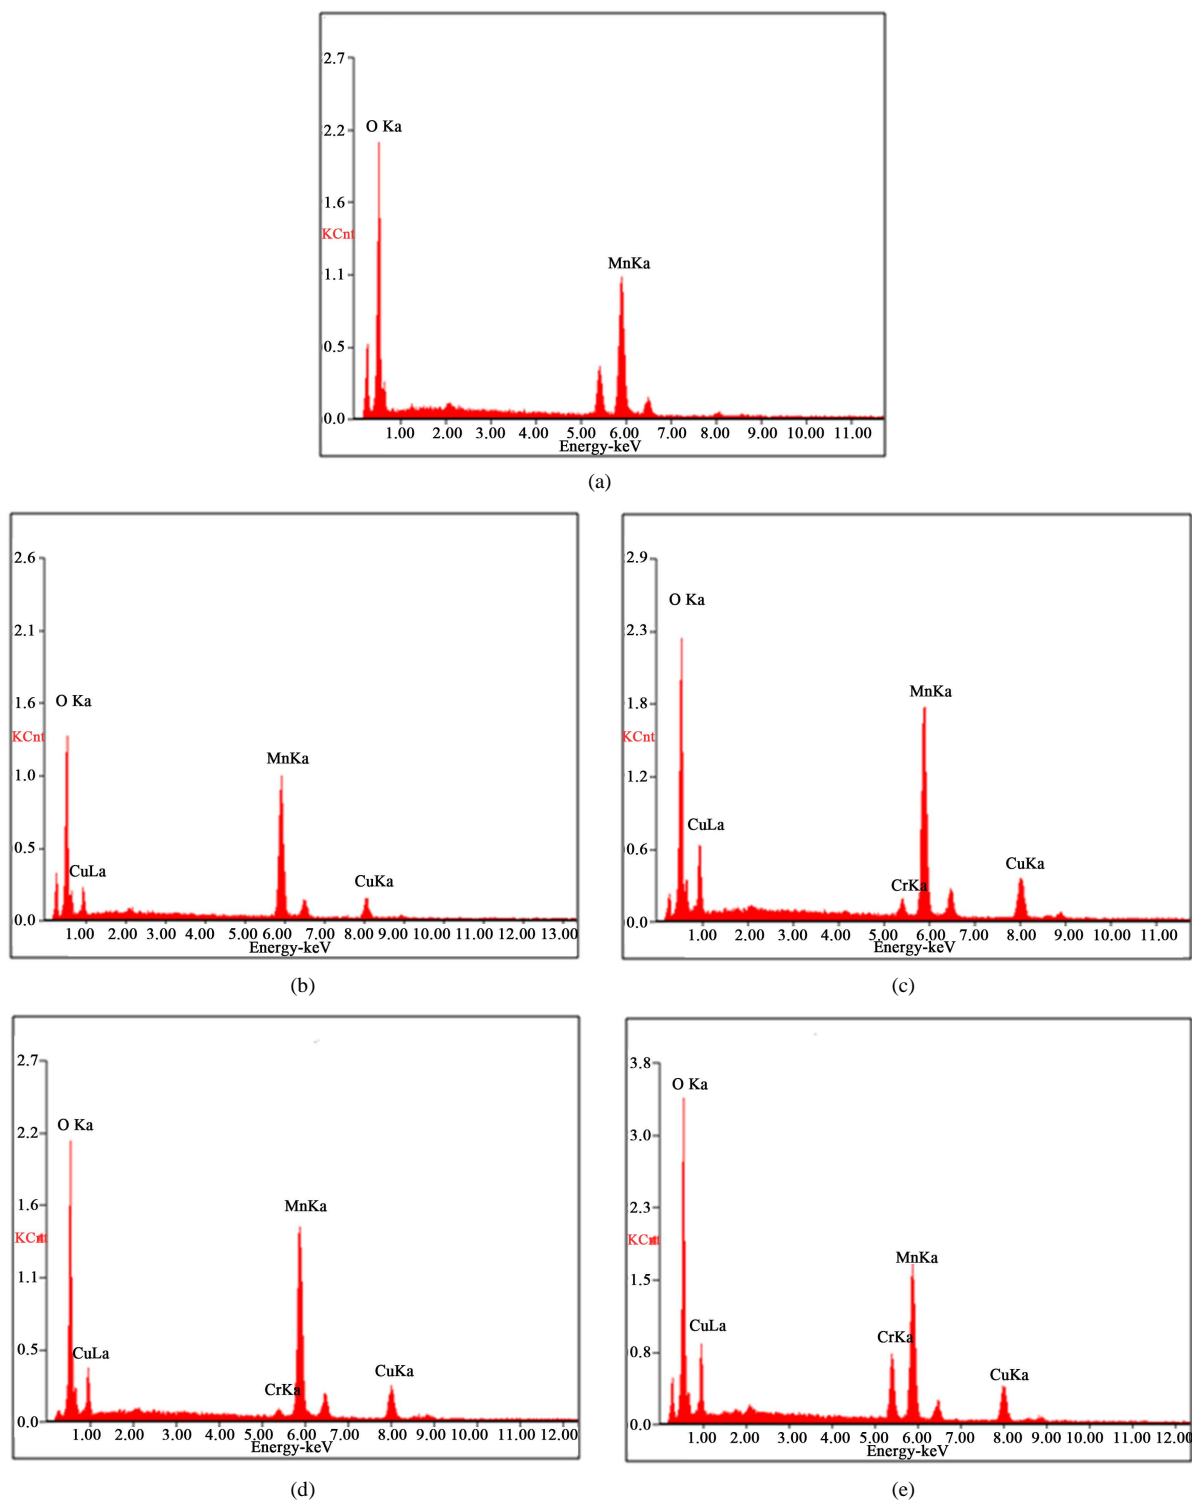 2.7
O Ka
2.2
1.6
KCnt
MnKa
1.1
0.5
0.0
1.00 2.00 3.00 4.00 5.00 6.00 7.00 8.00 9.00 10.00 11.00
Energy-keV
(a)
2.6
2.1
O Ka
1.6
KCnt
MnKa
1.0
CuLa
0.5
CuKa
0.0
1.00 2.00 3.00 4.00 5.00 6.00 7.00 8.00 9.00 10.00 11.00 12.00 13.00
Energy-keV
(b)
2.9
O Ka
2.3
MnKa
1.8
KCnt
1.2
CuLa
0.6
CuKa
CrKa
0.0
1.00 2.00 3.00 4.00 5.00 6.00 7.00 8.00 9.00 10.00 11.00
Energy-keV
(c)
2.7
O Ka
2.2
MnKa
1.6
KCnt
1.1
CuLa
0.5
CuKa
CrKa
0.0
1.00 2.00 3.00 4.00 5.00 6.00 7.00 8.00 9.00 10.00 11.00 12.00
Energy-keV
(d)
3.8
O Ka
3.0
2.3
KCnt
MnKa
1.5
CuLa
CrKa
0.8
CuKa
0.0
1.00 2.00 3.00 4.00 5.00 6.00 7.00 8.00 9.00 10.00 11.00 12.00
Energy-keV
(e)